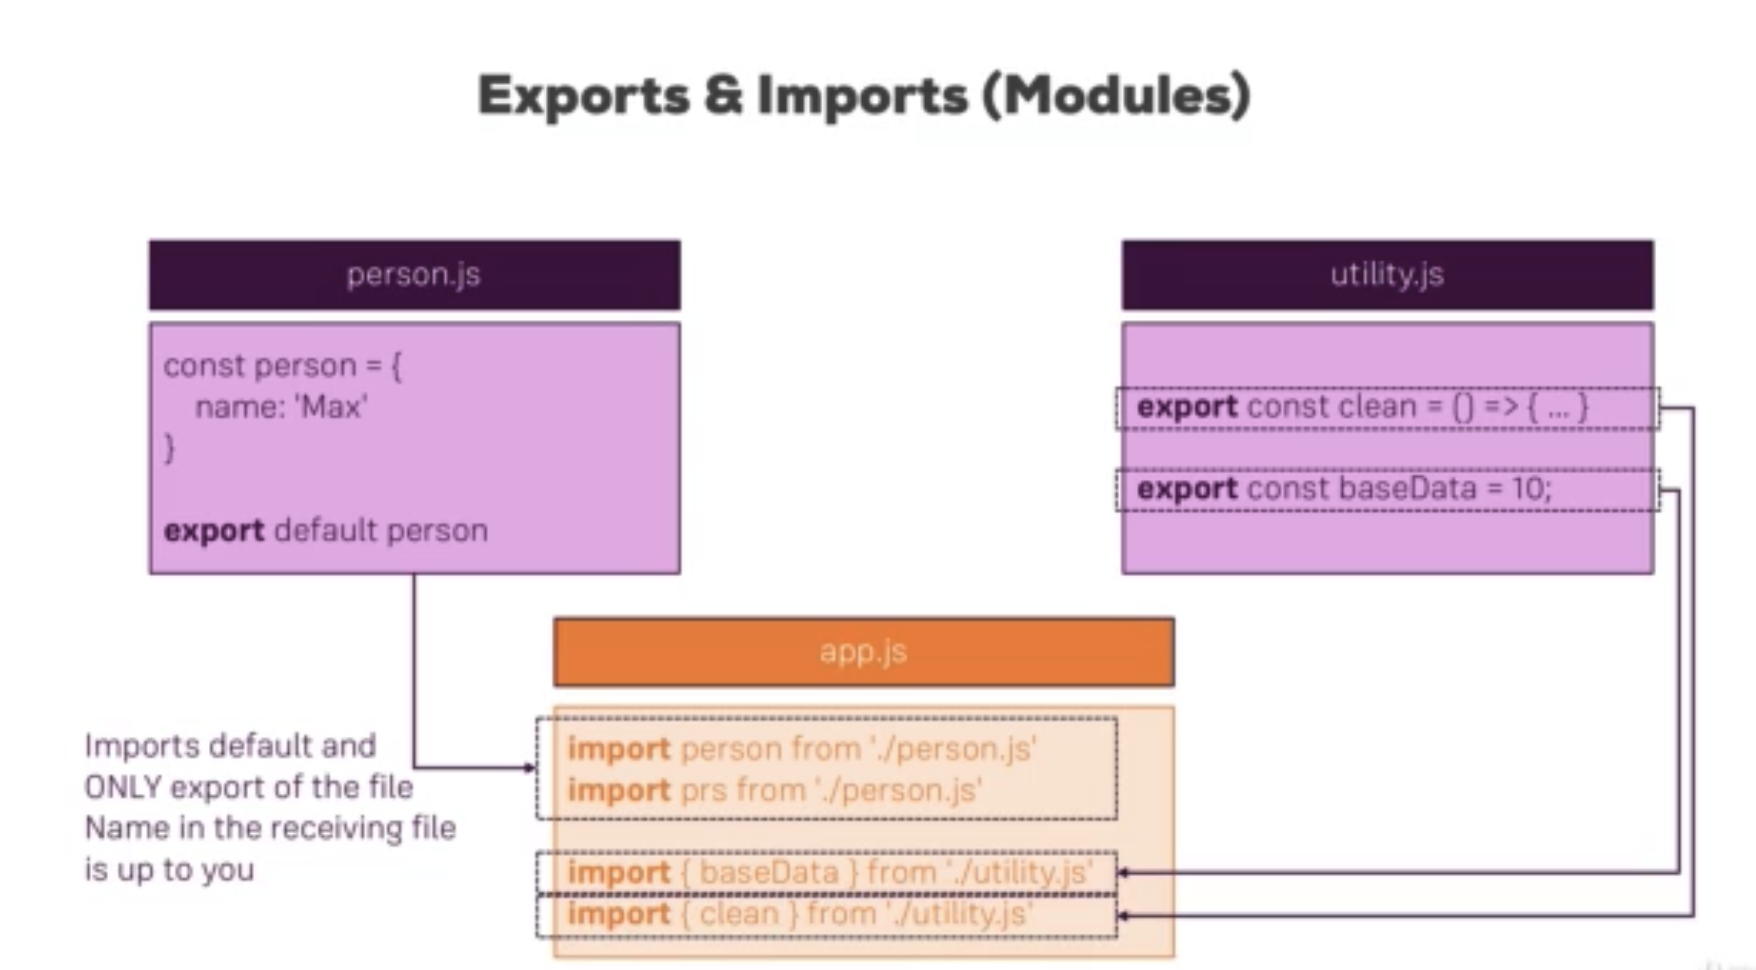 Exports & Imports (Modules)
person.js
const person = {
name: 'Max'
}
export default person
utility.js
export const clean = () => { ... }
export const baseData = 10;
app.js
import person from './person.js'
import prs from './person.js'
import { baseData } from './utility.js'
import { clean } from './utility.js'
Imports default and
ONLY export of the file
Name in the receiving file
is up to you